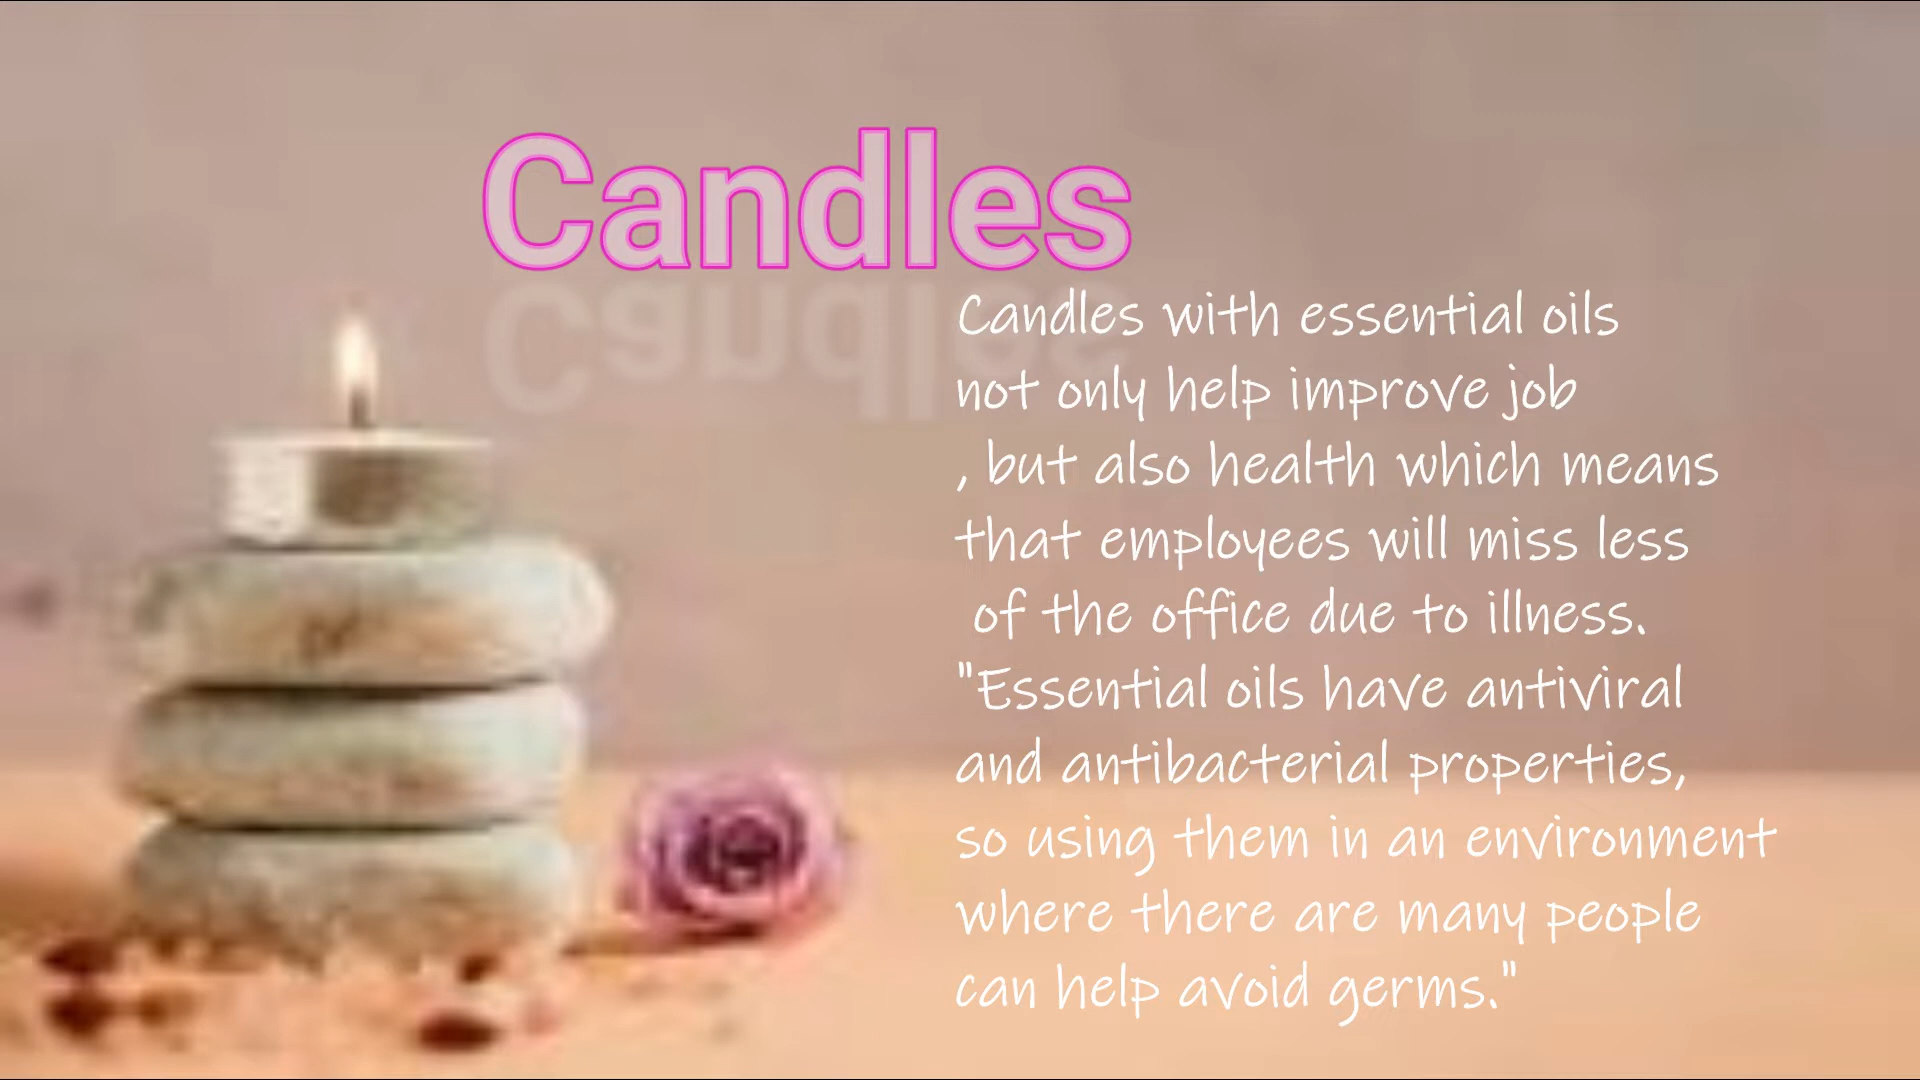 Candles
Candles with essential oils
not only help improve job
, but also health which means
that employees will miss less
of the office due to illness.
"Essential oils have antiviral
and antibacterial properties,
so using them in an environment
where there are many people
can help avoid germs."